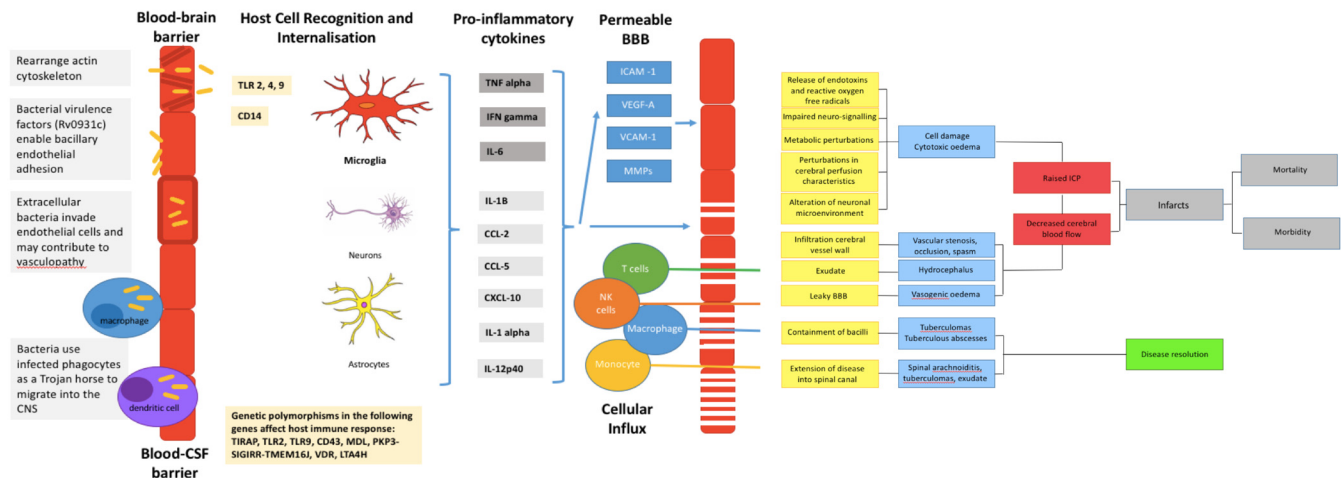 Blood-brain
barrier
Rearrange actin
cytoskeleton
Bacterial virulence
factors (Rv0931c)
enable bacillary
endothelial
adhesion
Extracellular
bacteria invade
endothelial cells and
may contribute to
vasculopathy
macrophage
Bacteria use
infected phagocytes
as a Trojan horse to
migrate into the
CNS
dendritic cell
Blood-CSF
barrier
Host Cell Recognition and
Internalisation
TLR 2, 4, 9
CD14
Microglia
Neurons
Astrocytes
Genetic polymorphisms in the following
genes affect host immune response:
TIRAP, TLR2, TLR9, CD43, MDL, PKP3-
SIGIRR-TMEM16J, VDR, LTA4H
Pro-inflammatory
cytokines
TNF alpha
IFN gamma
IL-6
IL-1B
CCL-2
CCL-5
CXCL-10
IL-1 alpha
IL-12p40
Permeable
BBB
ICAM -1
VEGF-A
VCAM-1
MMPs
T cells
NK
cells
Macrophage
Monocyte
Cellular
Influx
Release of endotoxins
and reactive oxygen
free radicals
Impaired neuro-signalling
Metabolic perturbations
Perturbations in
cerebral perfusion
characteristics
Alteration of neuronal
microenvironment
Infiltration cerebral
vessel wall
Exudate
Leaky BBB
Containment of bacilli
Extension of disease
into spinal canal
Cell damage
Cytotoxic oedema
Vascular stenosis,
occlusion, spasm
Hydrocephalus
Vasogenic oedema
Tuberculomas
Tuberculous abscesses
Spinal arachnoiditis,
tuberculomas, exudate
Raised ICP
Decreased cerebral
blood flow
Infarcts
Mortality
Morbidity
Disease resolution